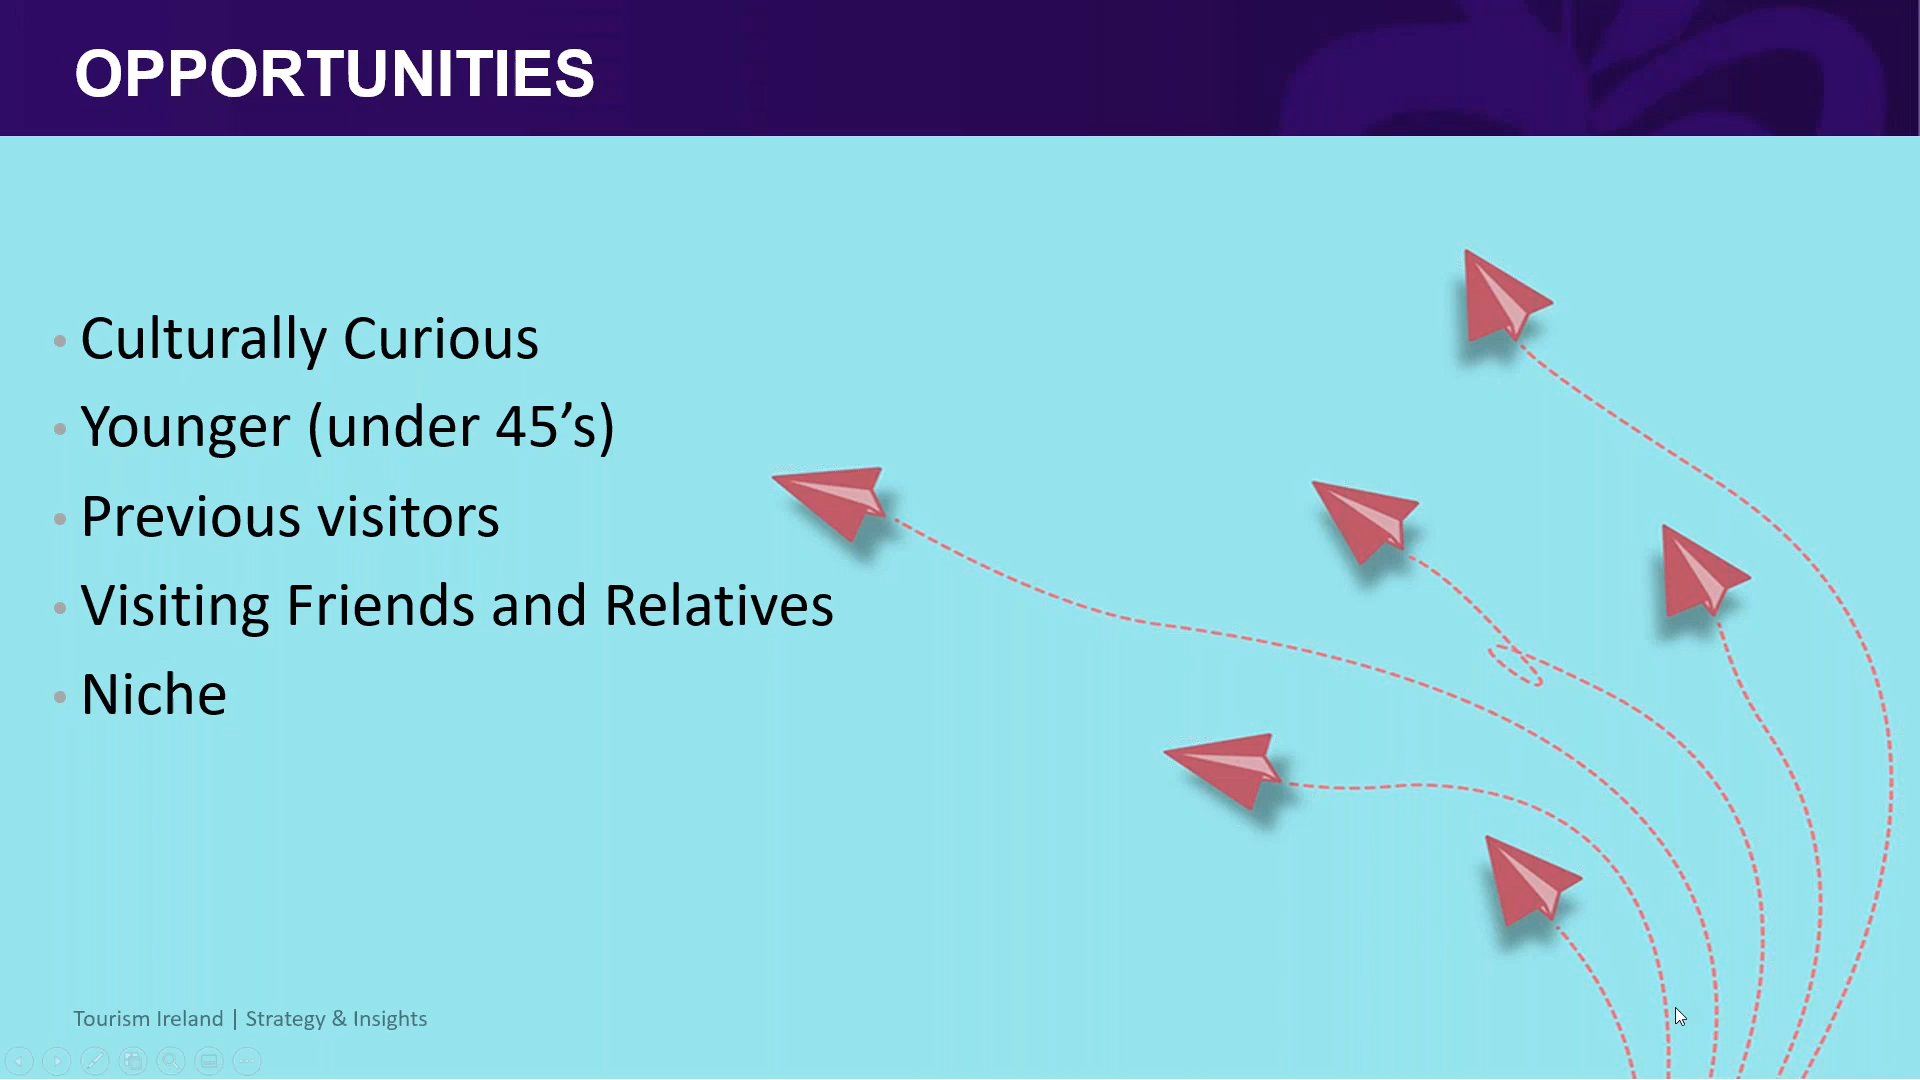 OPPORTUNITIES
• Culturally Curious
• Younger (under 45’s)
• Previous visitors
• Visiting Friends and Relatives
• Niche
Tourism Ireland | Strategy & Insights